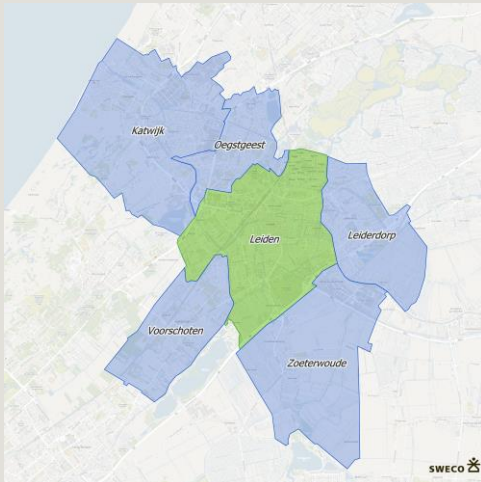 Katwijk
Oegstgeest
Leiden
Leiderdorp
Voorschoten
Zoeterwoude
SWECO